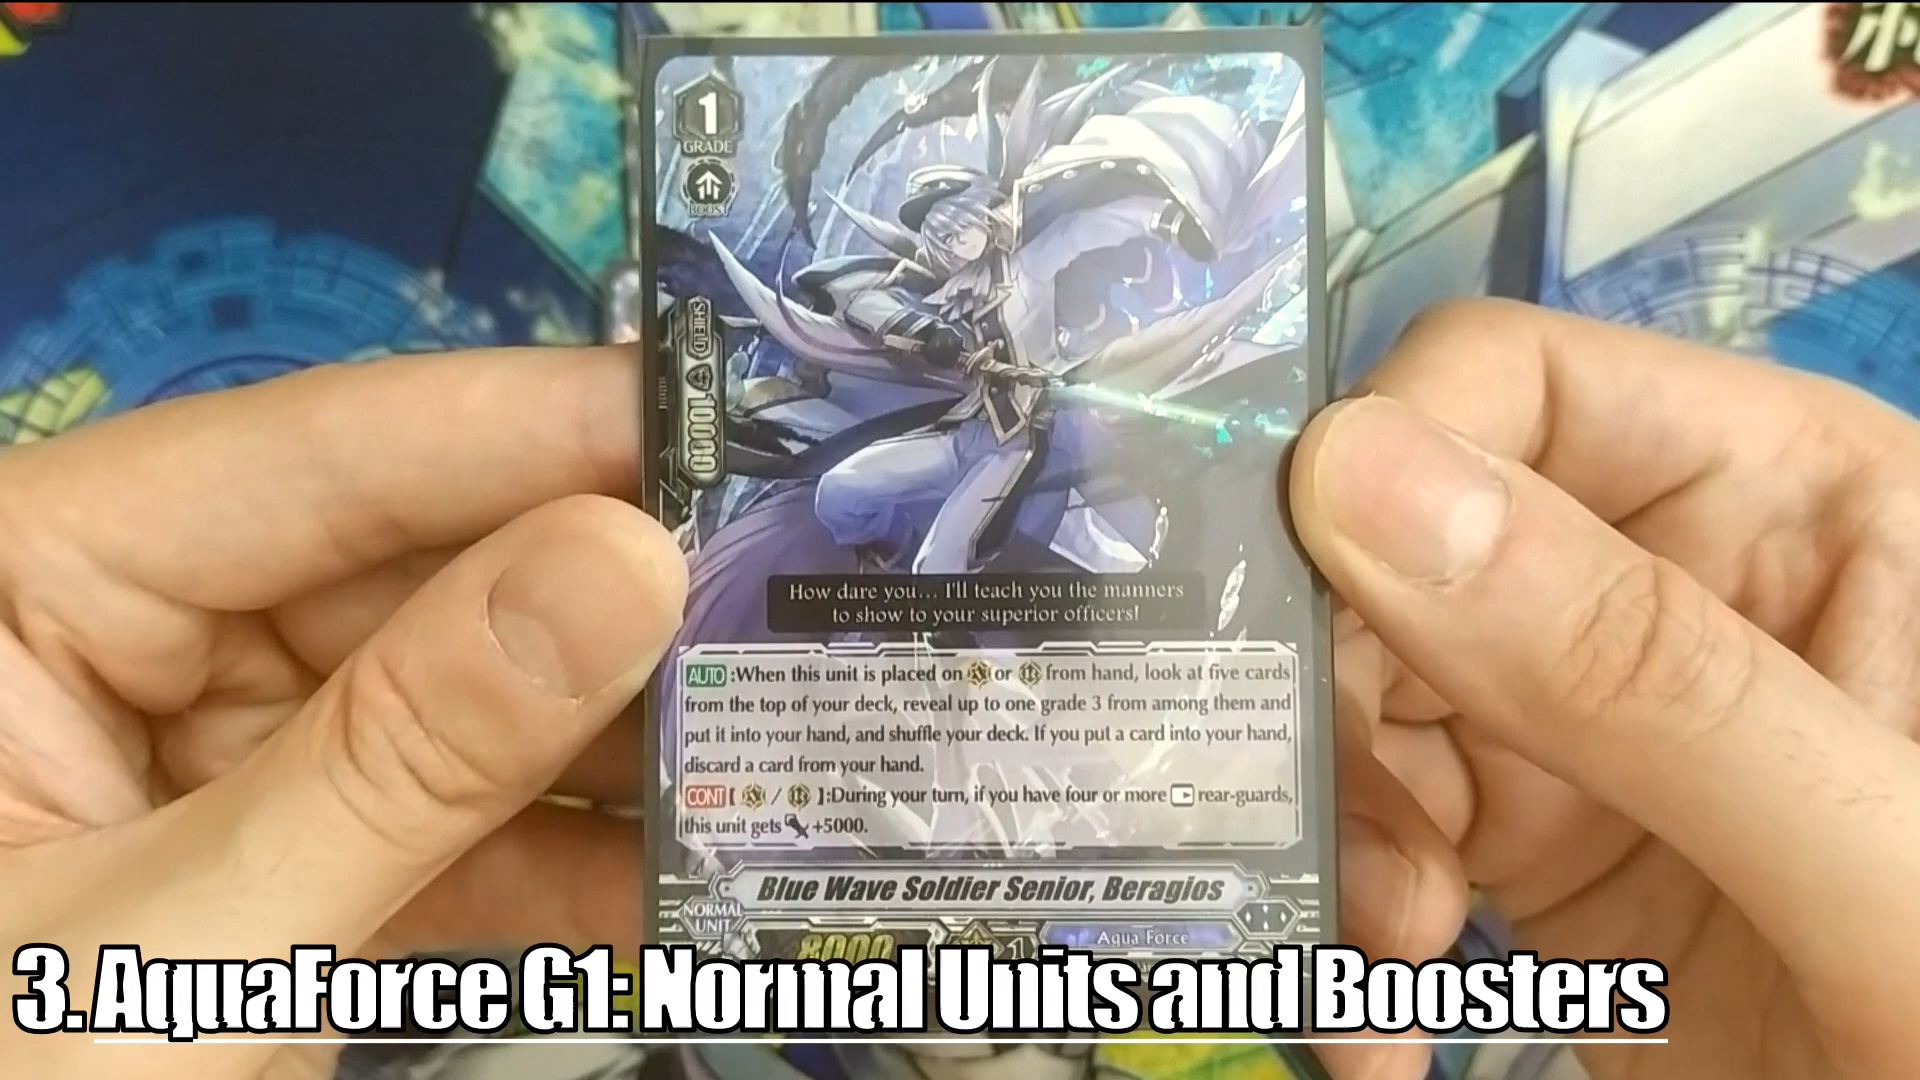 1
GRADE
BOOST
SHIELD
10000
How dare you... I'll teach you the manners
to show to your superior officers!
AUTO :When this unit is placed on or from hand, look at five cards
from the top of your deck, reveal up to one grade 3 from among them and
put it into your hand, and shuffle your deck. If you put a card into your hand,
discard a card from your hand.
CONT [ / ]:During your turn, if you have four or more rear-guards,
this unit gets +5000.
Blue Wave Soldier Senior, Beragios
NORMAL
UNIT
8000
1
Aqua Force
3. AquaForce G1: Normal Units and Boosters